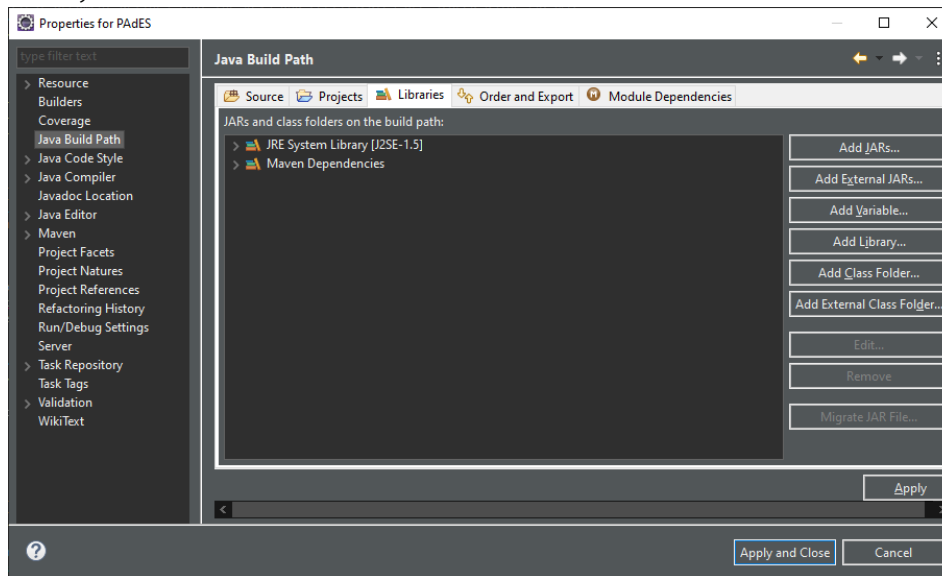 Properties for PAdES
type filter text
Java Build Path
Resource
Builders
Coverage
Java Build Path
Java Code Style
Java Compiler
Javadoc Location
Java Editor
Maven
Project Facets
Project Natures
Project References
Refactoring History
Run/Debug Settings
Server
Task Repository
Task Tags
Validation
WikiText
Source
Projects
Libraries
Order and Export
Module Dependencies
JARs and class folders on the build path:
JRE System Library [J2SE-1.5]
Maven Dependencies
Add JARs...
Add External JARs...
Add Variable...
Add Library...
Add Class Folder...
Add External Class Folder...
Edit...
Remove
Migrate JAR File...
Apply
Apply and Close
Cancel